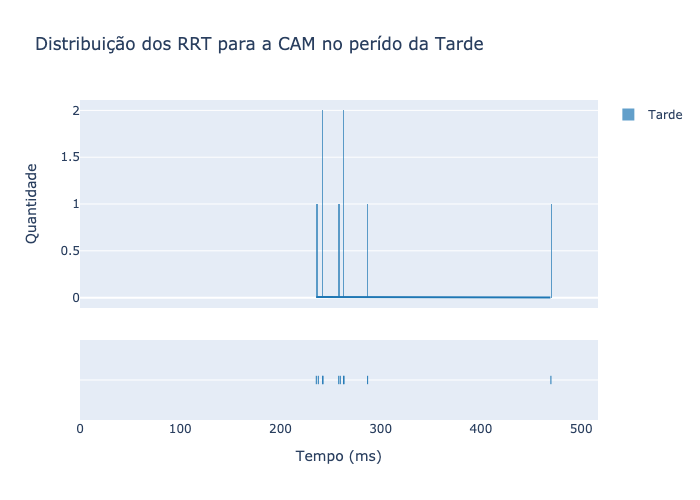 Distribuição dos RRT para a CAM no perído da Tarde
Tarde
2
1.5
1
0.5
0
Quantidade
0 100 200 300 400 500
Tempo (ms)